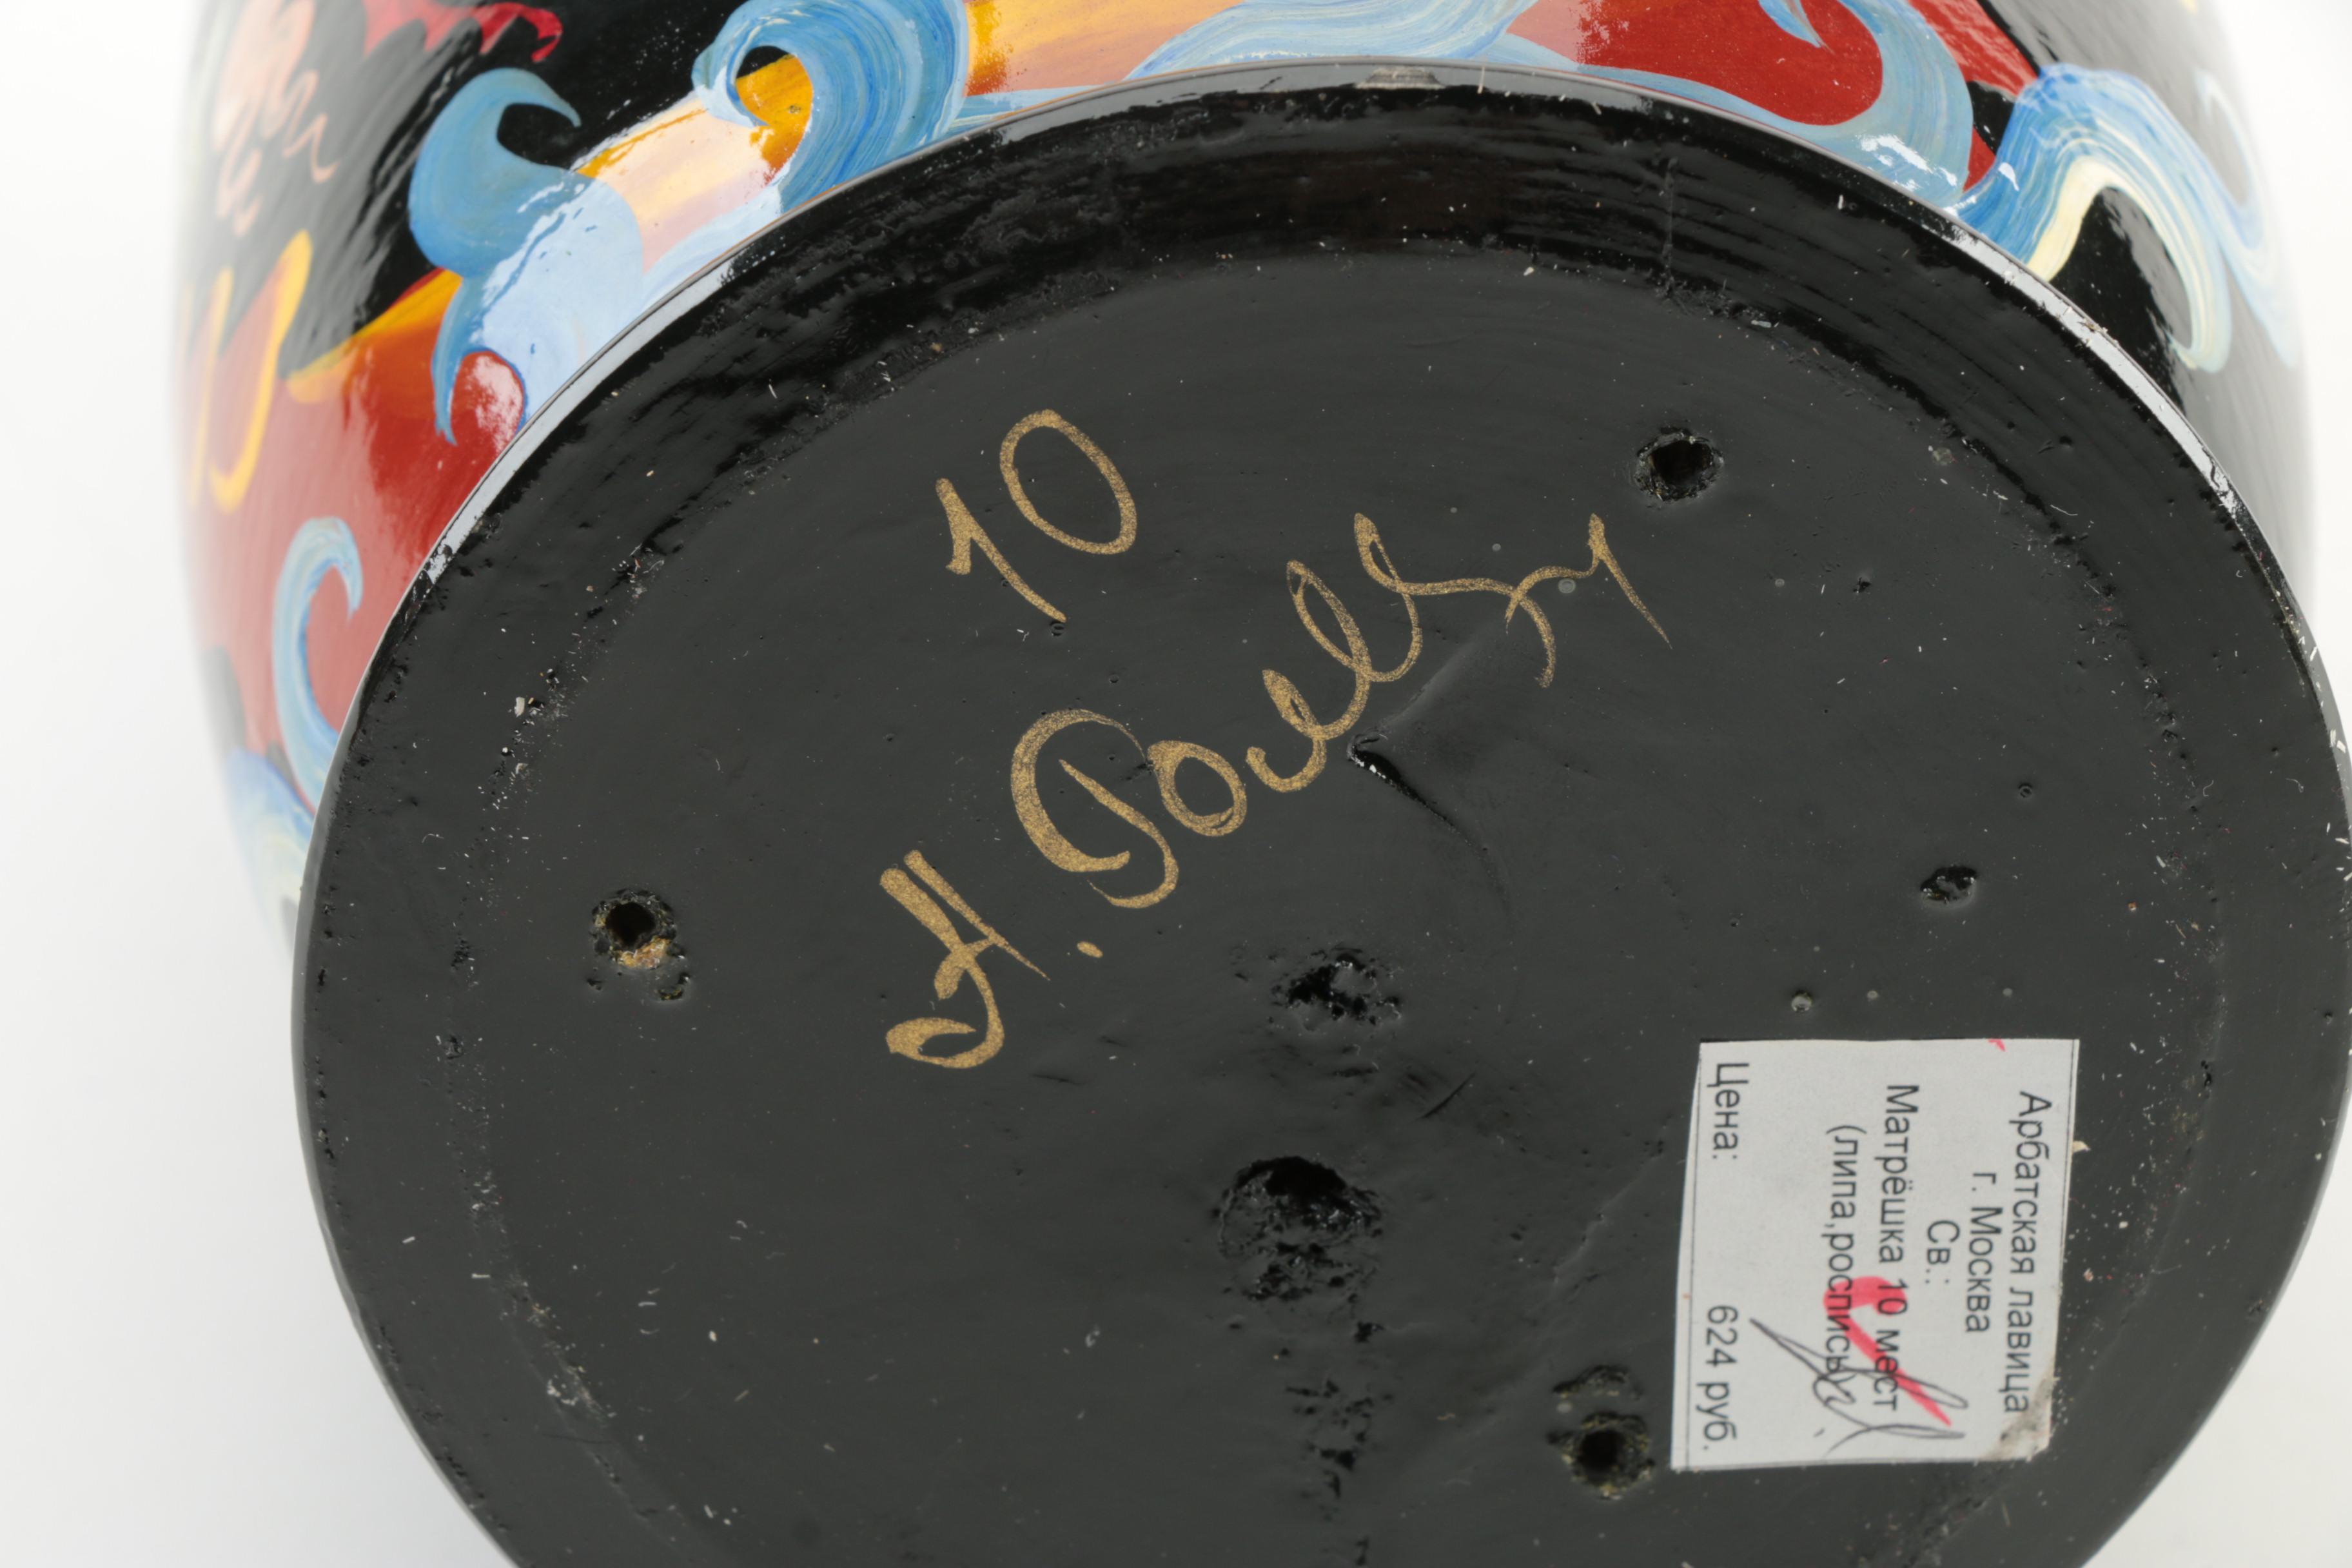 10
Арбатская лавица
г. Москва
Св.:
Матрёшка 10 мест
(липа,роспись)
Цена: 624 руб.